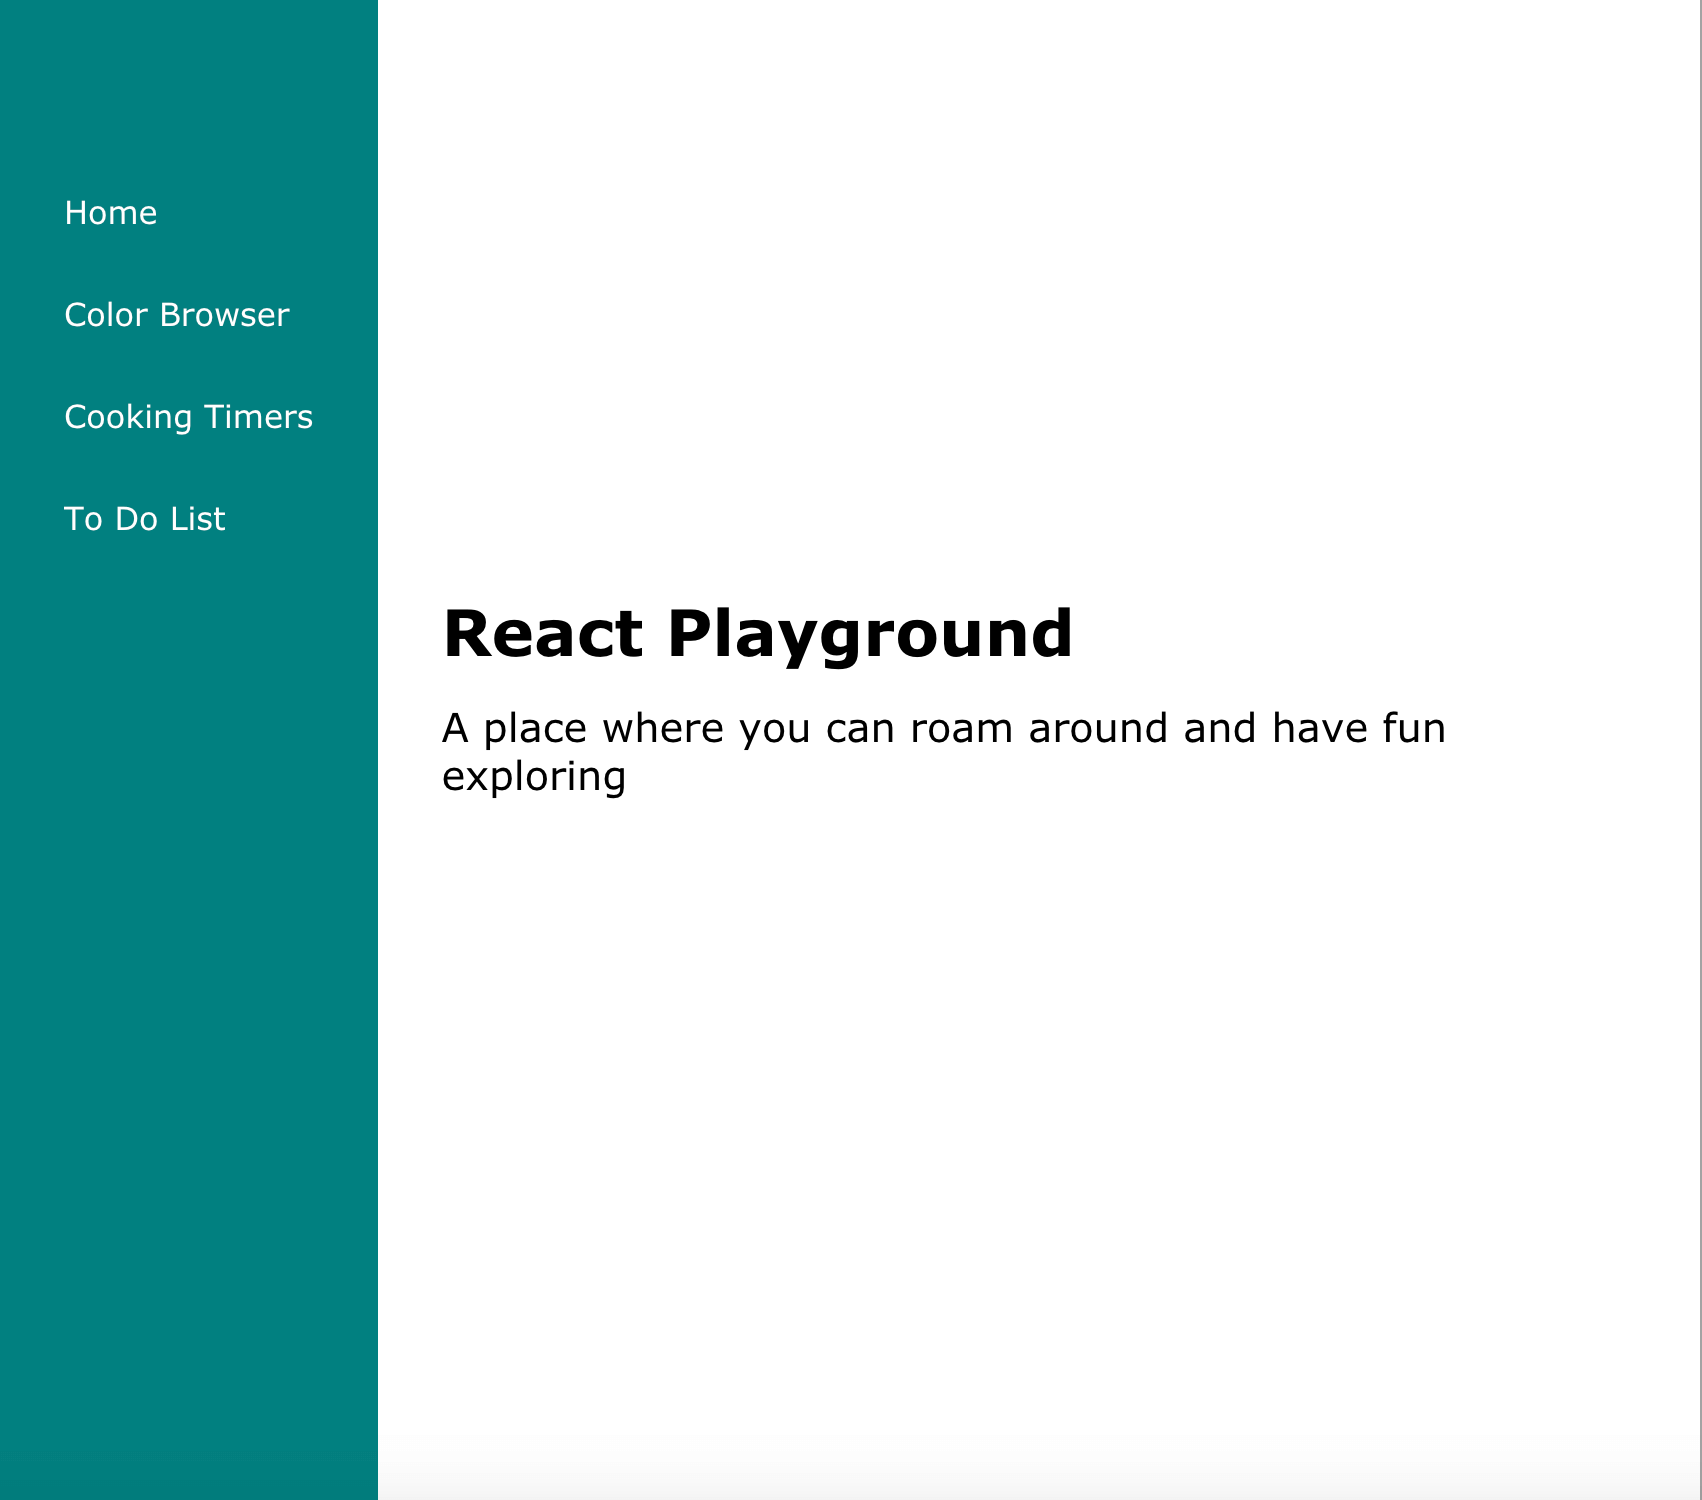 Home
Color Browser
Cooking Timers
To Do List
React Playground
A place where you can roam around and have fun
exploring